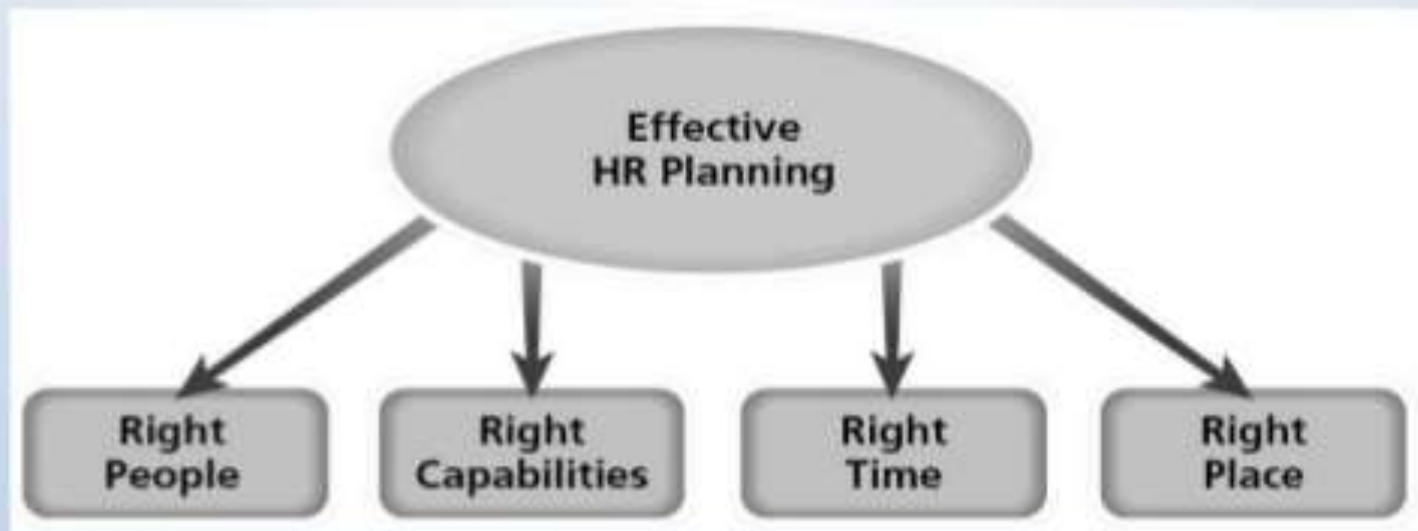 Effective
HR Planning
Right
People
Right
Capabilities
Right
Time
Right
Place